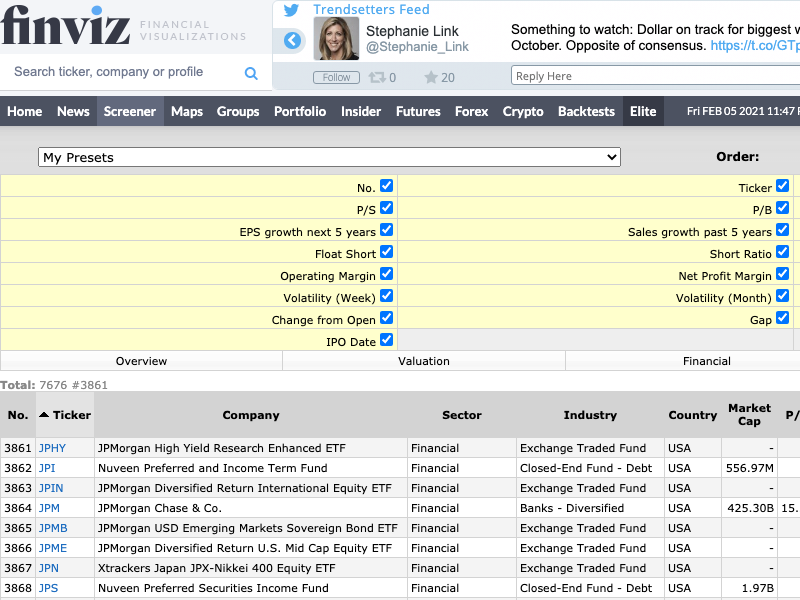 finviz FINANCIAL VISUALIZATIONS
Trendsetters Feed
Stephanie Link
@Stephanie_Link
Something to watch: Dollar on track for biggest w
October. Opposite of consensus. https://t.co/GTp
Follow 0 20 Reply Here
Search ticker, company or profile
Home News Screener Maps Groups Portfolio Insider Futures Forex Crypto Backtests Elite Fri FEB 05 2021 11:47 P
My Presets Order:
No. Ticker
P/S P/B
EPS growth next 5 years Sales growth past 5 years
Float Short Short Ratio
Operating Margin Net Profit Margin
Volatility (Week) Volatility (Month)
Change from Open Gap
IPO Date
Overview Valuation Financial
Total: 7676 #3861
No. Ticker Company Sector Industry Country Market Cap P/
3861 JPHY JPMorgan High Yield Research Enhanced ETF Financial Exchange Traded Fund USA -
3862 JPI Nuveen Preferred and Income Term Fund Financial Closed-End Fund - Debt USA 556.97M
3863 JPIN JPMorgan Diversified Return International Equity ETF Financial Exchange Traded Fund USA -
3864 JPM JPMorgan Chase & Co. Financial Banks - Diversified USA 425.30B 15.
3865 JPMB JPMorgan USD Emerging Markets Sovereign Bond ETF Financial Exchange Traded Fund USA -
3866 JPME JPMorgan Diversified Return U.S. Mid Cap Equity ETF Financial Exchange Traded Fund USA -
3867 JPN Xtrackers Japan JPX-Nikkei 400 Equity ETF Financial Exchange Traded Fund USA -
3868 JPS Nuveen Preferred Securities Income Fund Financial Closed-End Fund - Debt USA 1.97B